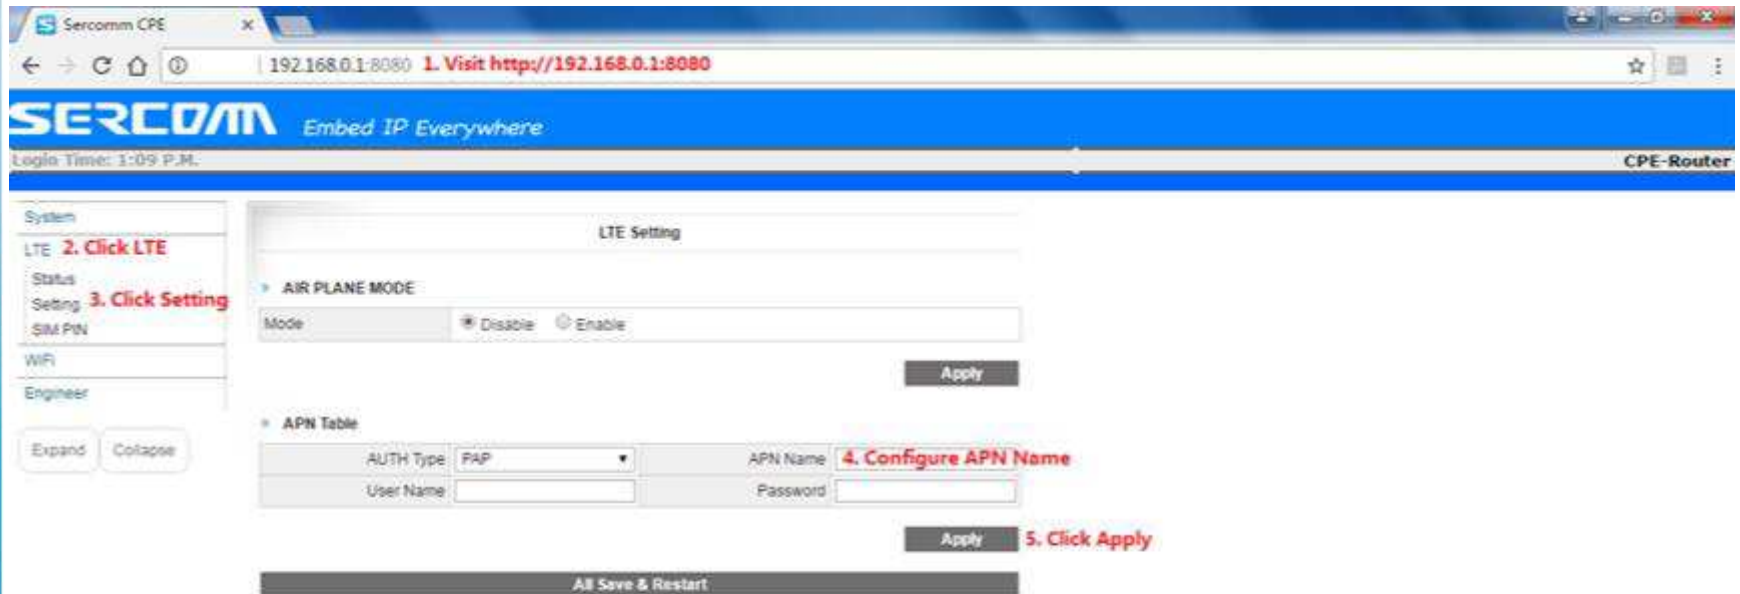 Sercomm CPE
192.168.0.1:8080 1. Visit http://192.168.0.1:8080
SERCOMM Embed IP Everywhere
Login Time: 1:09 P.M.
CPE-Router
System
LTE 2. Click LTE
Status
Setting 3. Click Setting
SIM PIN
WiFi
Engineer
Expand Collapse
LTE Setting
AIR PLANE MODE
Mode Disable Enable
Apply
APN Table
AUTH Type PAP APN Name 4. Configure APN Name
User Name Password
Apply 5. Click Apply
All Save & Restart